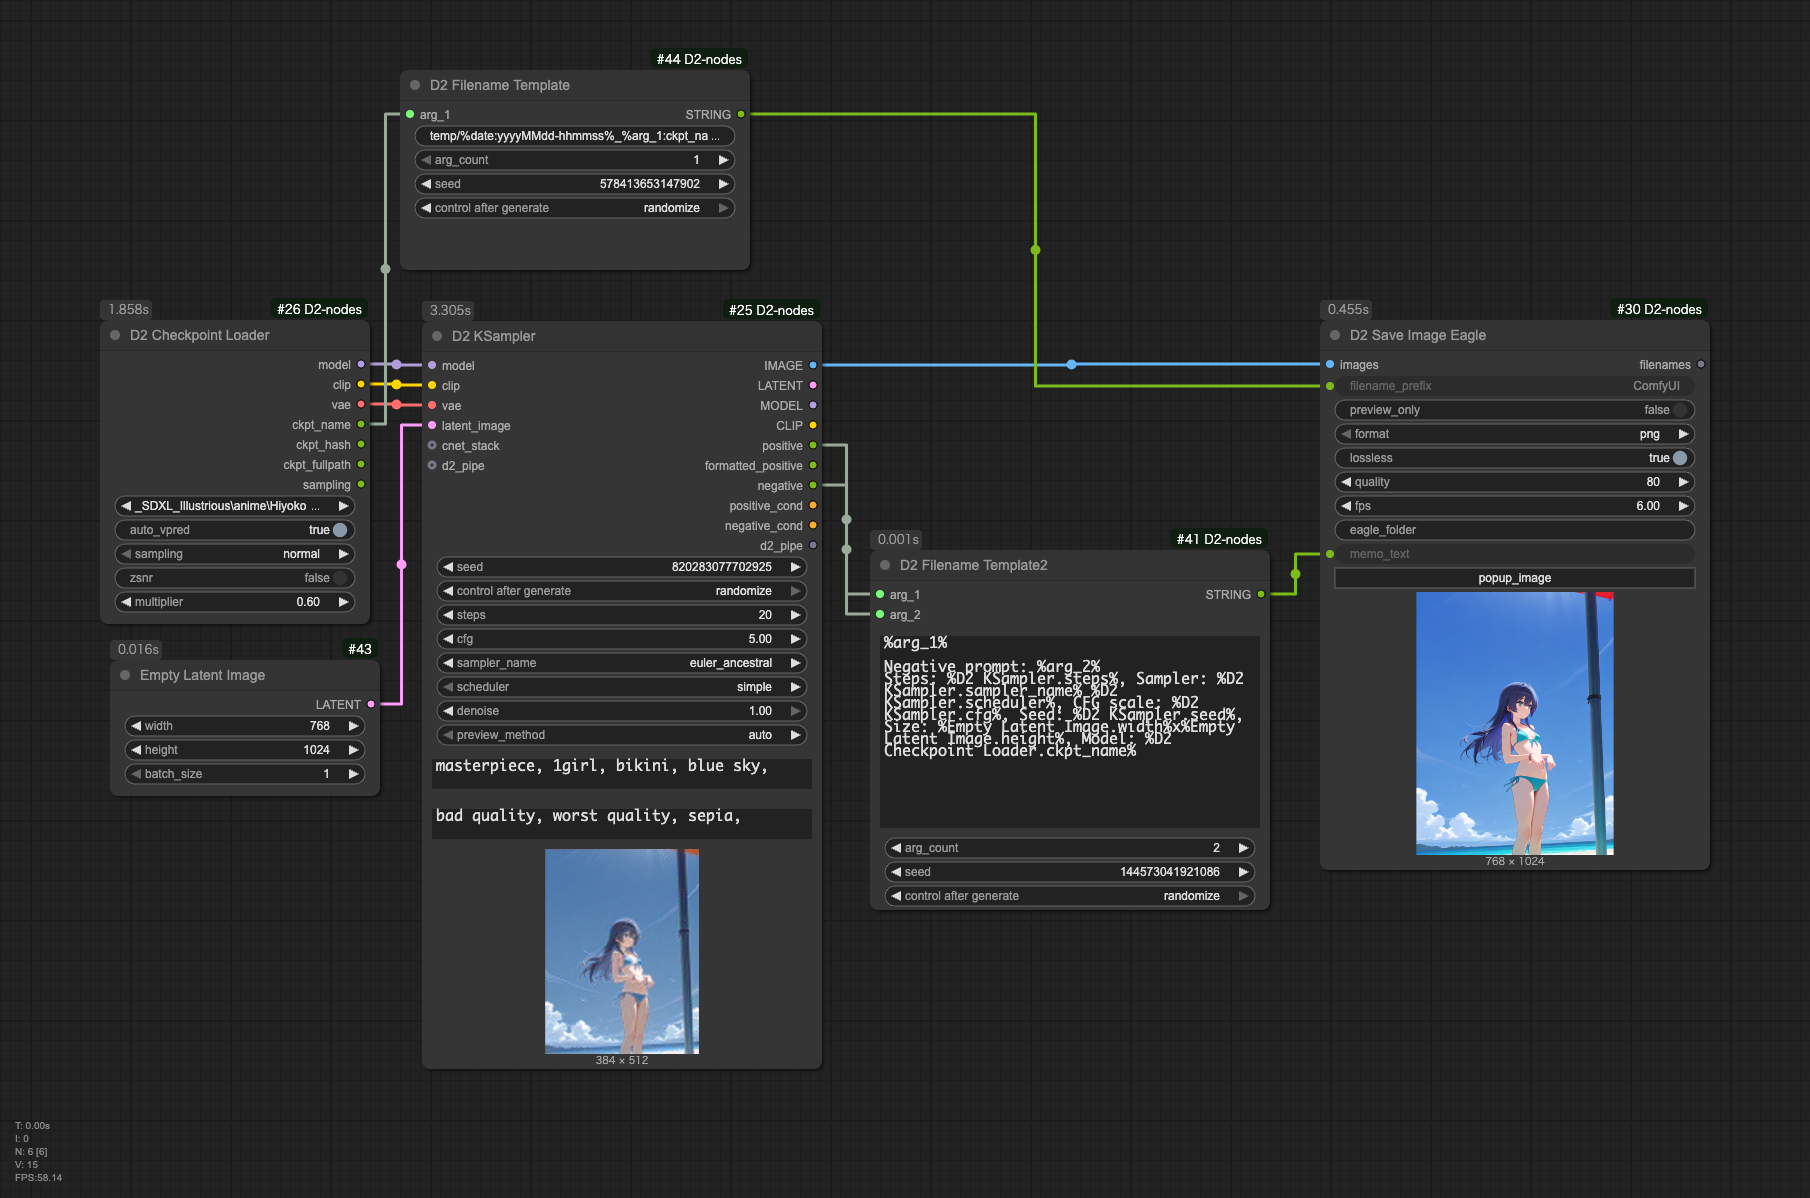 #44 D2-nodes
D2 Filename Template
arg_1 STRING
temp/%date:yyyyMMdd-hhmmss%_%arg_1:ckpt_na ...
arg_count 1
seed 578413653147902
control after generate randomize
1.858s #26 D2-nodes
D2 Checkpoint Loader
model
clip
vae
ckpt_name
ckpt_hash
ckpt_fullpath
sampling
_SDXL_Illustrious\anime\Hiyoko ...
auto_vpred true
sampling normal
zsnr false
multiplier 0.60
0.016s #43
Empty Latent Image
LATENT
width 768
height 1024
batch_size 1
3.305s #25 D2-nodes
D2 KSampler
model IMAGE
clip LATENT
vae MODEL
latent_image CLIP
cnet_stack positive
d2_pipe formatted_positive
negative
positive_cond
negative_cond
d2_pipe
seed 820283077702925
control after generate randomize
steps 20
cfg 5.00
sampler_name euler_ancestral
scheduler simple
denoise 1.00
preview_method auto
masterpiece, 1girl, bikini, blue sky,
bad quality, worst quality, sepia,
384 × 512
0.001s #41 D2-nodes
D2 Filename Template2
arg_1 STRING
arg_2
%arg_1%
Negative prompt: %arg_2%
Steps: %D2 KSampler.steps%, Sampler: %D2
KSampler.sampler_name% %D2
KSampler.scheduler%, CFG scale: %D2
KSampler.cfg%, Seed: %D2 KSampler.seed%,
Size: %Empty Latent Image.width%x%Empty
Latent Image.height%, Model: %D2
Checkpoint Loader.ckpt_name%
arg_count 2
seed 144573041921086
control after generate randomize
0.455s #30 D2-nodes
D2 Save Image Eagle
images filenames
filename_prefix ComfyUI
preview_only false
format png
lossless true
quality 80
fps 6.00
eagle_folder
memo_text
popup_image
768 × 1024
T: 0.00s
I: 0
N: 6 [6]
V: 15
FPS:58.14